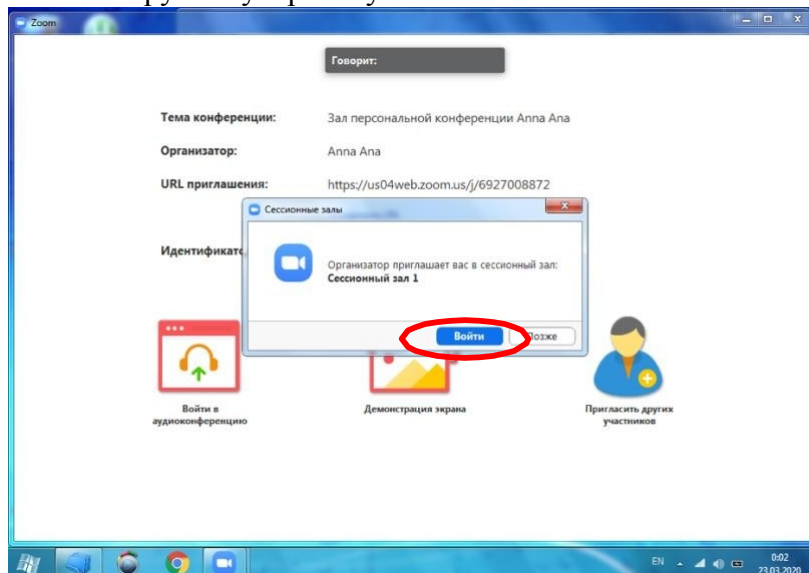 Zoom
Говорит:
Тема конференции: Зал персональной конференции Anna Ana
Организатор: Anna Ana
URL приглашения: https://us04web.zoom.us/j/6927008872
Сессионные залы
Организатор приглашает вас в сессионный зал:
Сессионный зал 1
Войти Позже
Войти в
аудиоконференцию
Демонстрация экрана
Пригласить других
участников
EN 0:02
23.03.2020